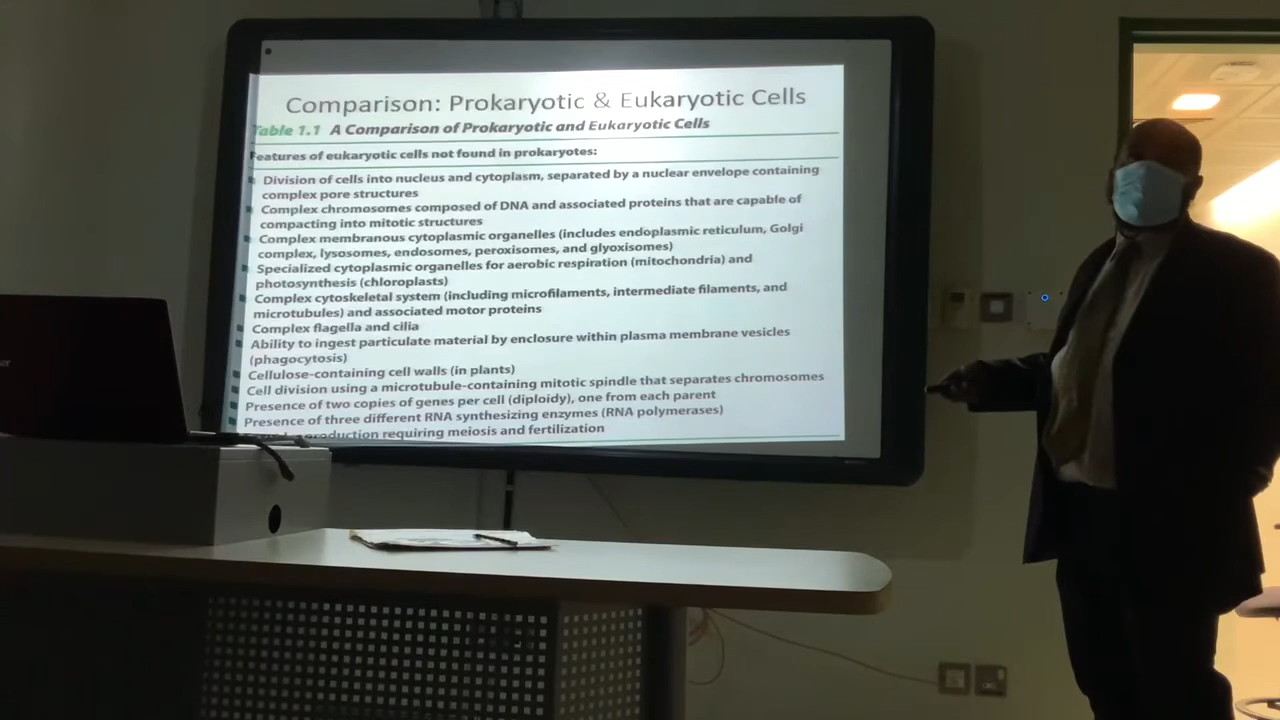 Comparison: Prokaryotic & Eukaryotic Cells
Table 1.1 A Comparison of Prokaryotic and Eukaryotic Cells
Features of eukaryotic cells not found in prokaryotes:
Division of cells into nucleus and cytoplasm, separated by a nuclear envelope containing
complex pore structures
Complex chromosomes composed of DNA and associated proteins that are capable of
compacting into mitotic structures
Complex membranous cytoplasmic organelles (includes endoplasmic reticulum, Golgi
complex, lysosomes, endosomes, peroxisomes, and glyoxisomes)
Specialized cytoplasmic organelles for aerobic respiration (mitochondria) and
photosynthesis (chloroplasts)
Complex cytoskeletal system (including microfilaments, intermediate filaments, and
microtubules) and associated motor proteins
Complex flagella and cilia
Ability to ingest particulate material by enclosure within plasma membrane vesicles
(phagocytosis)
Cellulose-containing cell walls (in plants)
Cell division using a microtubule-containing mitotic spindle that separates chromosomes
Presence of two copies of genes per cell (diploidy), one from each parent
Presence of three different RNA synthesizing enzymes (RNA polymerases)
requiring meiosis and fertilization